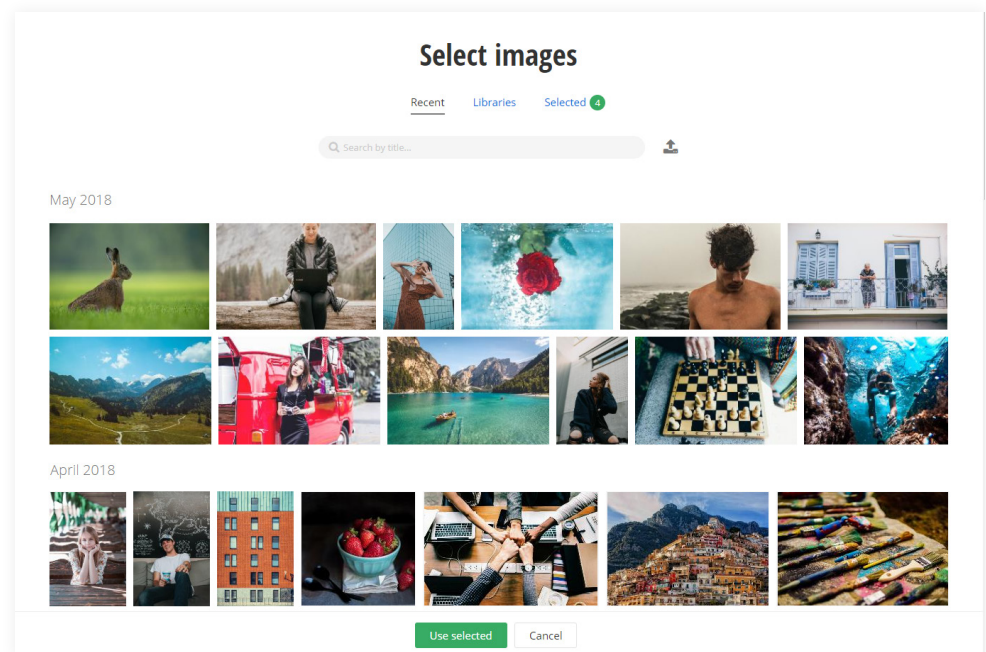 Select images
Recent Libraries Selected 4
Search by title...
May 2018
April 2018
Use selected Cancel